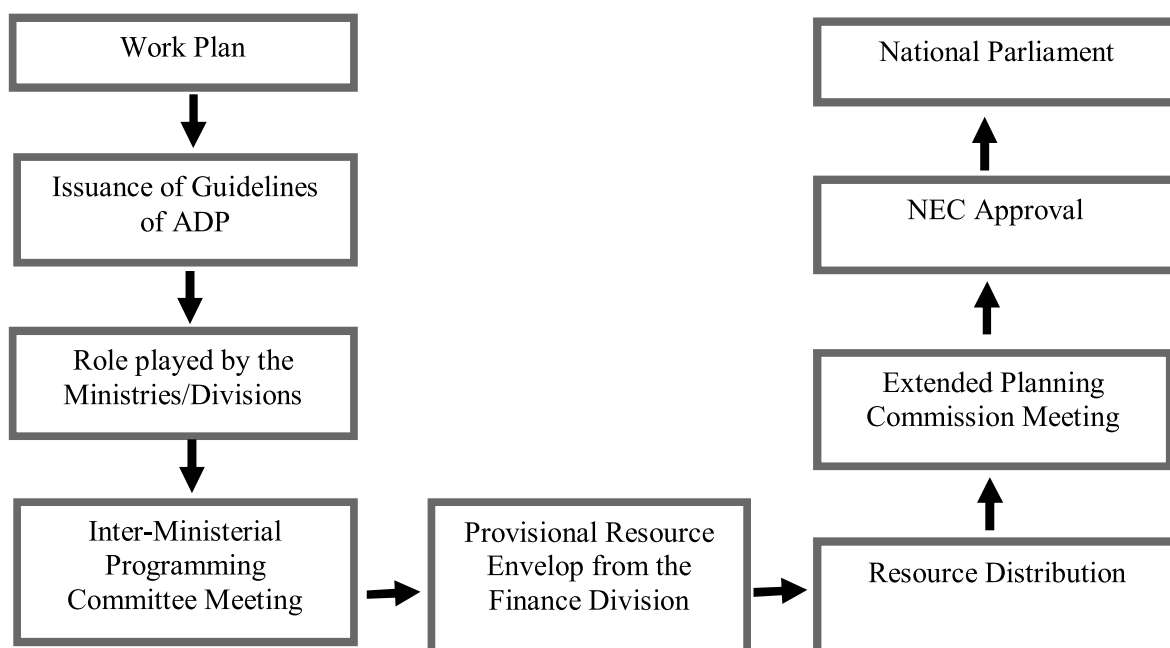 Work Plan
Issuance of Guidelines
of ADP
Role played by the
Ministries/Divisions
Inter-Ministerial
Programming
Committee Meeting
Provisional Resource
Envelop from the
Finance Division
Resource Distribution
Extended Planning
Commission Meeting
NEC Approval
National Parliament